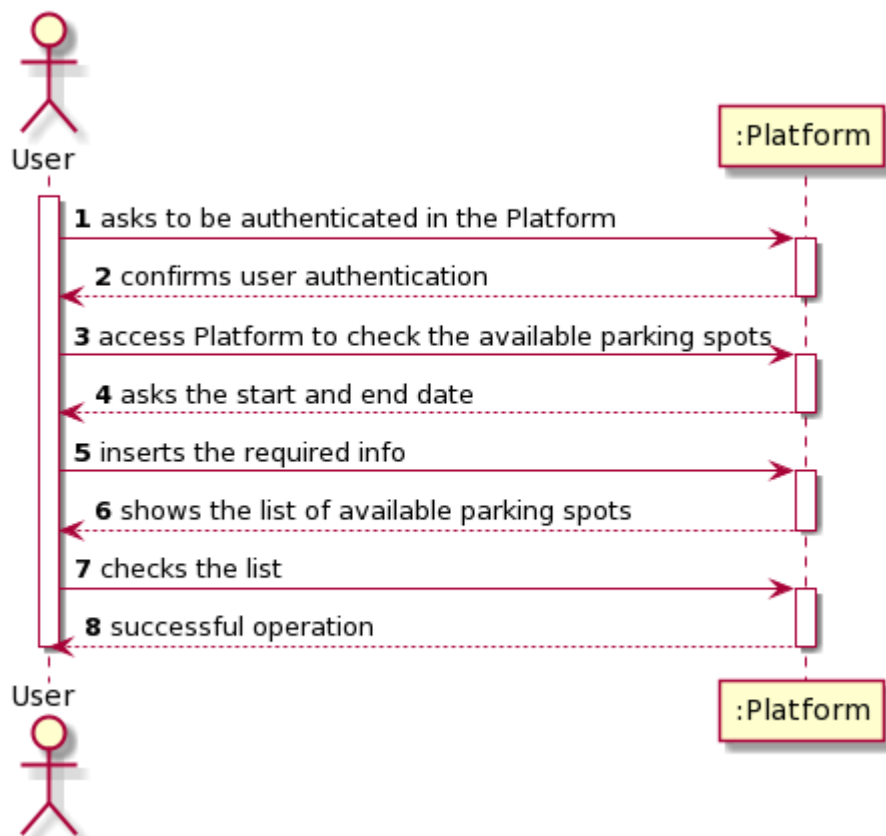 User
:Platform
1 asks to be authenticated in the Platform
2 confirms user authentication
3 access Platform to check the available parking spots
4 asks the start and end date
5 inserts the required info
6 shows the list of available parking spots
7 checks the list
8 successful operation
User
:Platform